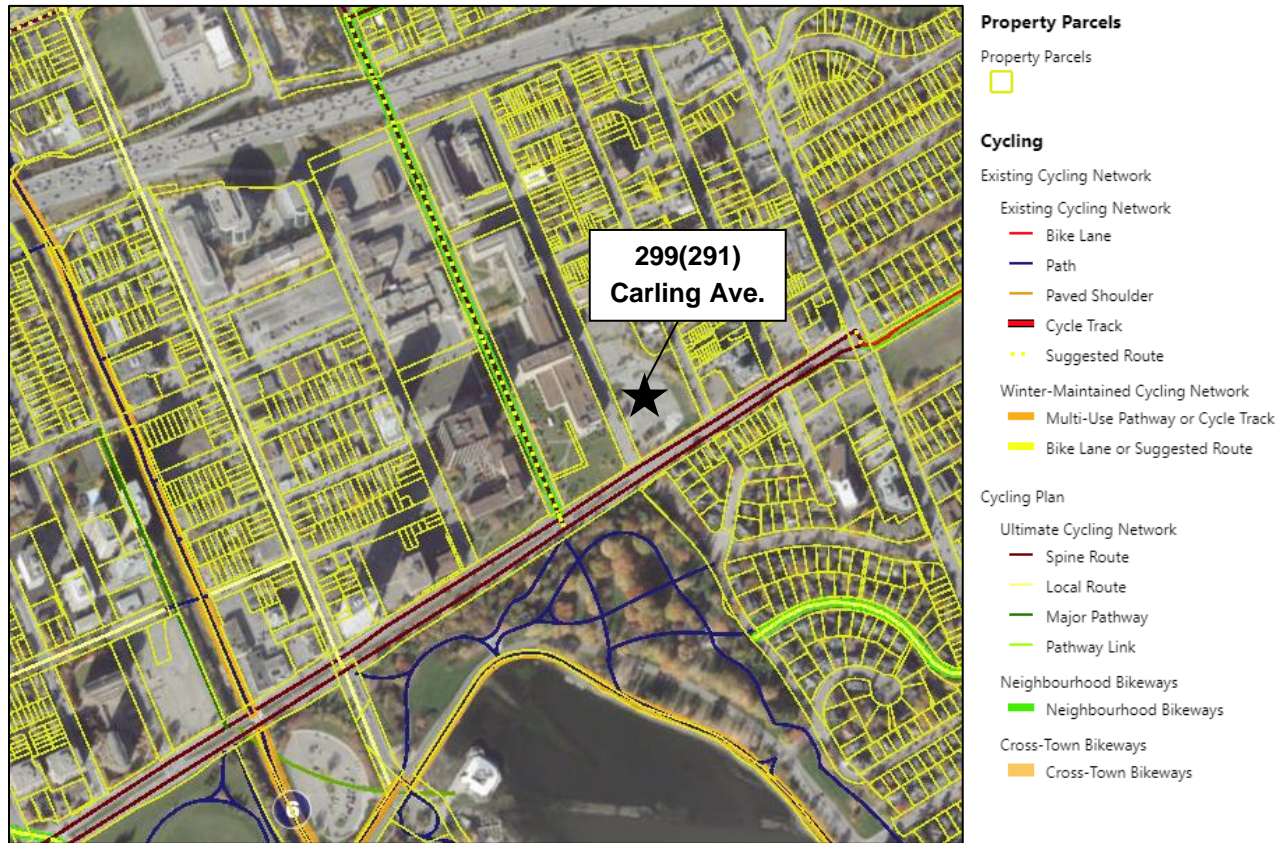 299(291)
Carling Ave.
6
Property Parcels
Property Parcels
Cycling
Existing Cycling Network
Existing Cycling Network
Bike Lane
Path
Paved Shoulder
Cycle Track
Suggested Route
Winter-Maintained Cycling Network
Multi-Use Pathway or Cycle Track
Bike Lane or Suggested Route
Cycling Plan
Ultimate Cycling Network
Spine Route
Local Route
Major Pathway
Pathway Link
Neighbourhood Bikeways
Neighbourhood Bikeways
Cross-Town Bikeways
Cross-Town Bikeways